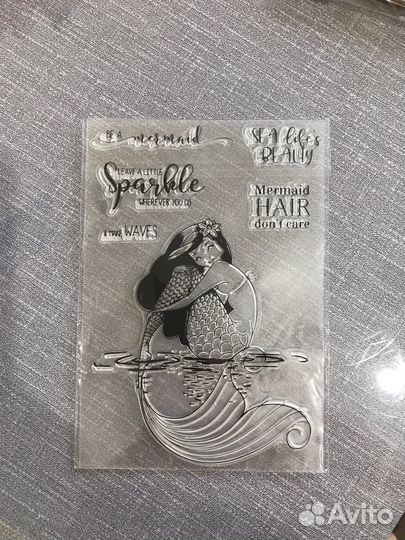 BE A mermaid
SEA life's
BEAUTY
LEAVE A LITTLE
Sparkle
WHEREVER YOU GO
Mermaid
HAIR
don't care
& MAKE WAVES
Avito